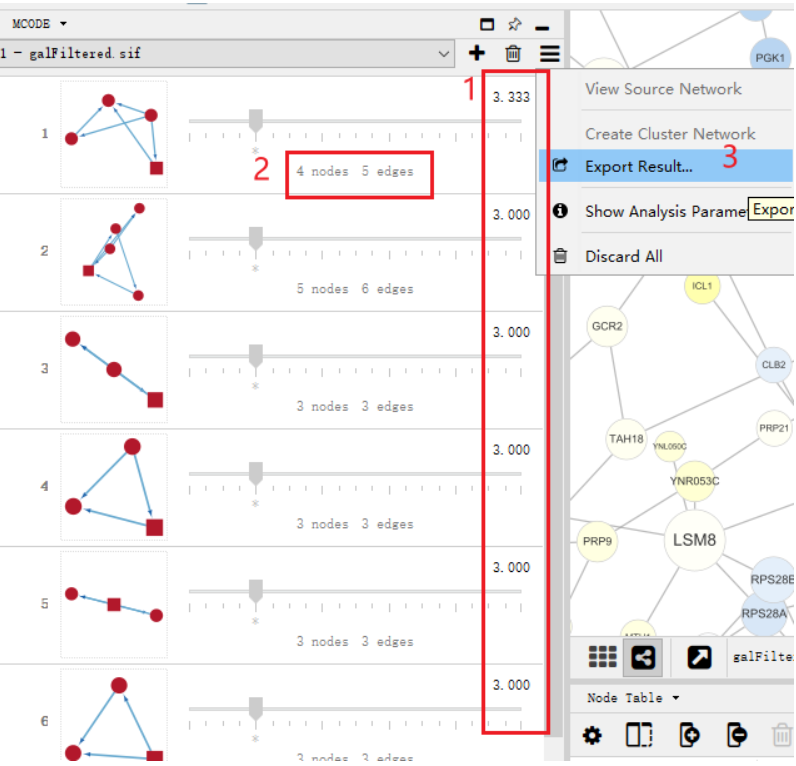 MCODE
1 - galFiltered.sif
1
3.333
1
*
2
4 nodes 5 edges
View Source Network
Create Cluster Network
Export Result...
3
Show Analysis Parame
Expor
Discard All
2
3.000
*
5 nodes 6 edges
3
3.000
*
3 nodes 3 edges
4
3.000
*
3 nodes 3 edges
5
3.000
*
3 nodes 3 edges
6
3.000
*
3 nodes 3 edges
PGK1
ICL1
GCR2
CLB2
PRP21
TAH18
YNL050C
YNR053C
PRP9
LSM8
RPS28B
RPS28A
galFilte
Node Table